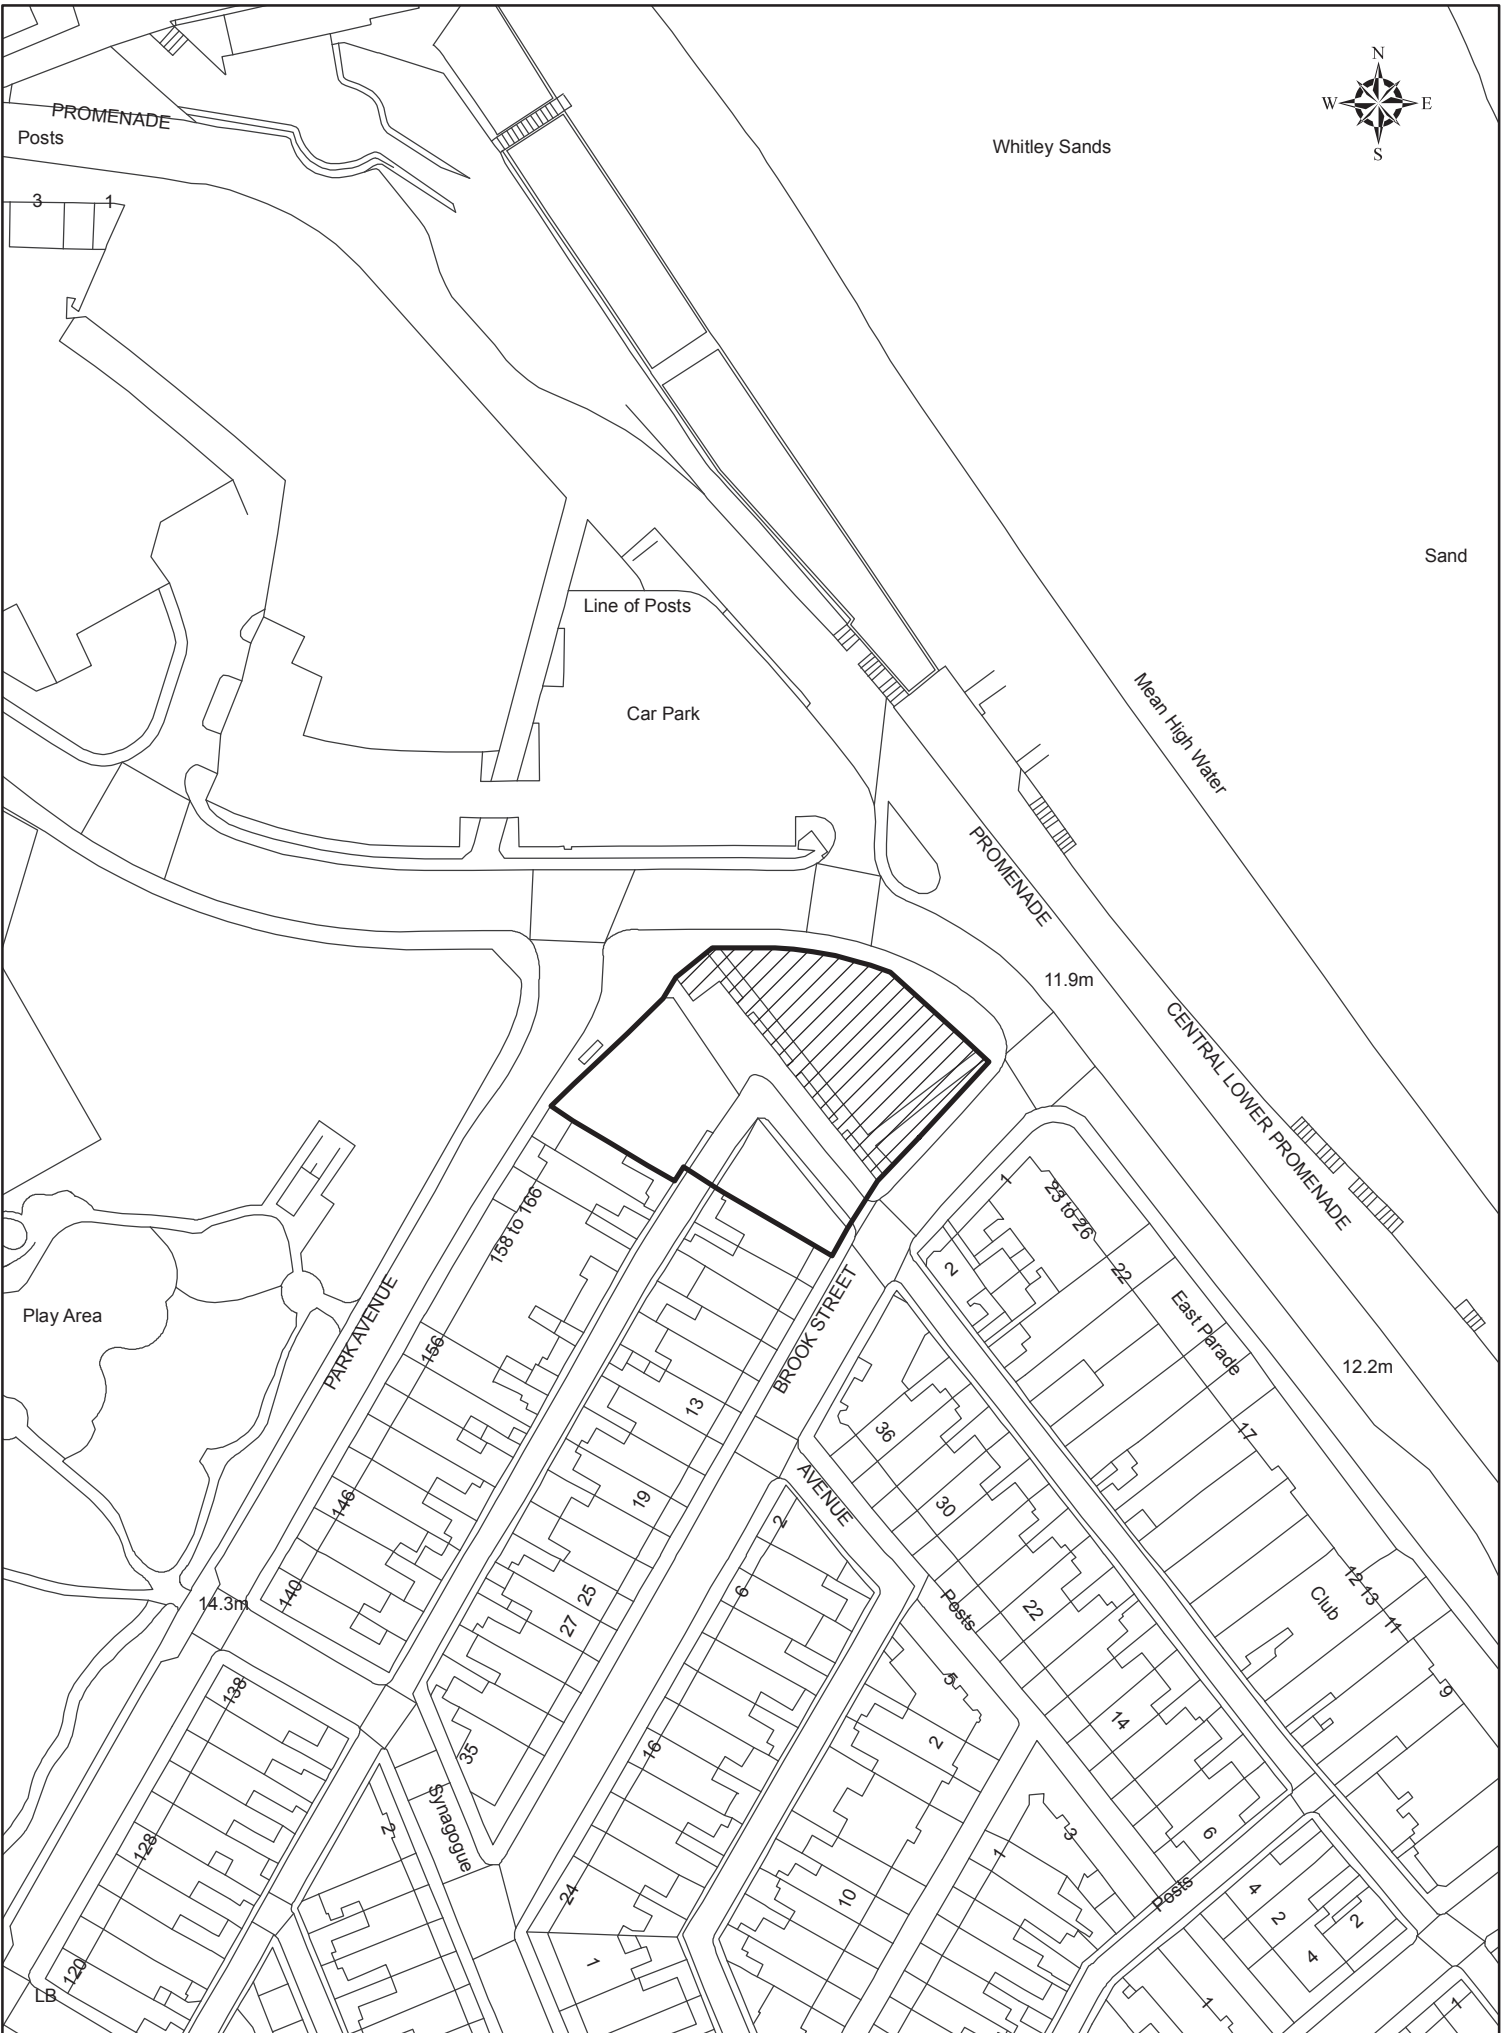 N
W E
S
PROMENADE
Posts
Whitley Sands
3 1
Sand
Line of Posts
Car Park
Mean High Water
PROMENADE
11.9m
CENTRAL LOWER PROMENADE
1
23 to 26
158 to 166
2
22
Play Area
PARK AVENUE
BROOK STREET
East Parade
156
12.2m
13
36
17
146
19
AVENUE
30
2
140
14.3m
25
27
6
Posts
22
12 13
Club
11
138
5
9
35
16
2
14
128
2
Synagogue
1
3
6
24
10
Posts
4
2
2
120
LB
1
4
1
1